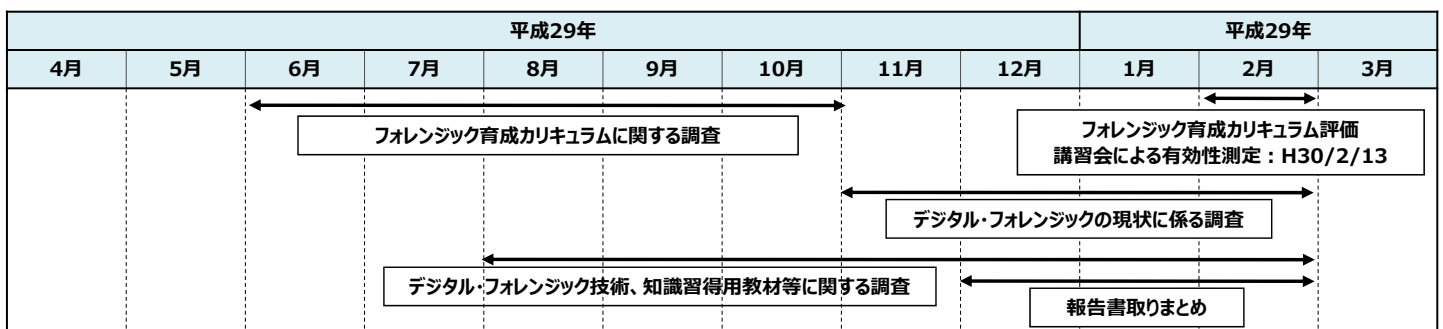 平成29年 平成29年
4月 5月 6月 7月 8月 9月 10月 11月 12月 1月 2月 3月
フォレンジック育成カリキュラムに関する調査
フォレンジック育成カリキュラム評価
講習会による有効性測定：H30/2/13
デジタル・フォレンジックの現状に係る調査
デジタル・フォレンジック技術、知識習得用教材等に関する調査
報告書取りまとめ